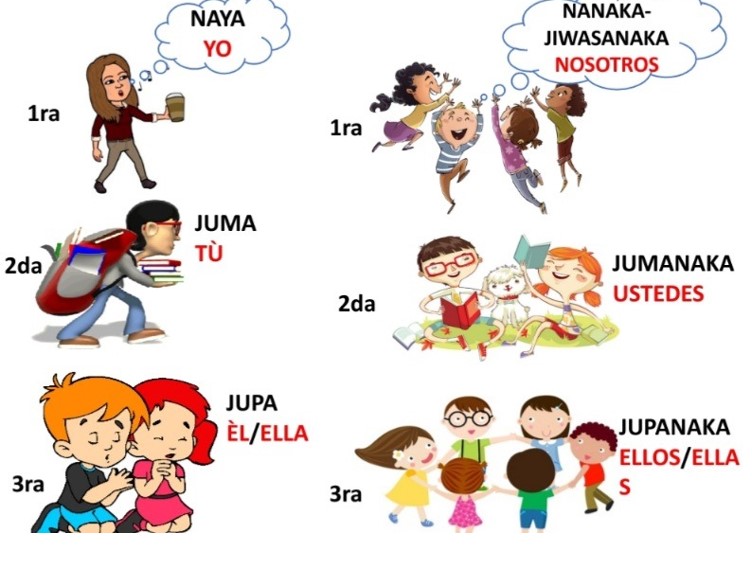 NAYA
YO
1ra
NANAKA-
JIWASANAKA
NOSOTROS
1ra
JUMA
TÙ
2da
JUMANAKA
USTEDES
2da
JUPA
ÈL/ELLA
3ra
JUPANAKA
ELLOS/ELLA
S
3ra